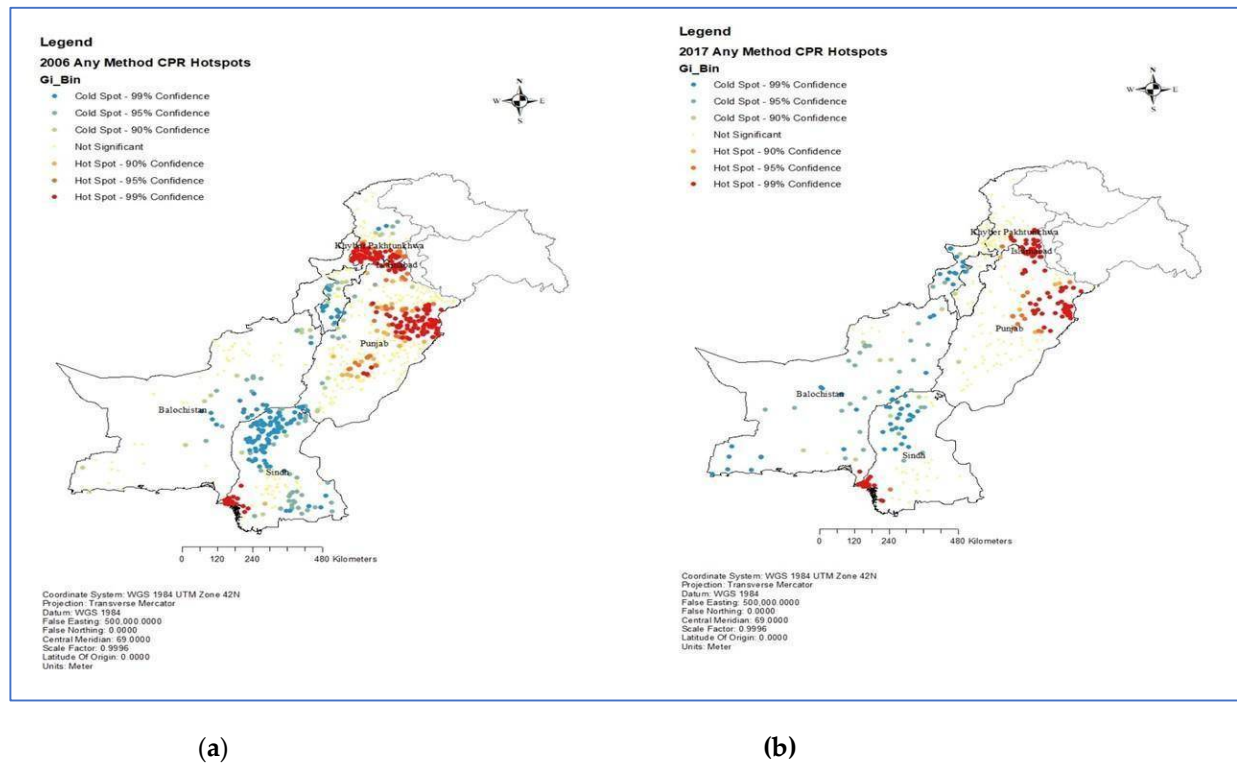 Legend
2006 Any Method CPR Hotspots
Gi_Bin
Cold Spot - 99% Confidence
Cold Spot - 95% Confidence
Cold Spot - 90% Confidence
Not Significant
Hot Spot - 90% Confidence
Hot Spot - 95% Confidence
Hot Spot - 99% Confidence
N
W E
S
Khyber Pakhtunkhwa
Islamabad
Punjab
Balochistan
Sindh
0 120 240 480 Kilometers
Coordinate System: WGS 1984 UTM Zone 42N
Projection: Transverse Mercator
Datum: WGS 1984
False Easting: 500,000.0000
False Northing: 0.0000
Central Meridian: 69.0000
Scale Factor: 0.9996
Latitude Of Origin: 0.0000
Units: Meter
(a)
Legend
2017 Any Method CPR Hotspots
Gi_Bin
Cold Spot - 99% Confidence
Cold Spot - 95% Confidence
Cold Spot - 90% Confidence
Not Significant
Hot Spot - 90% Confidence
Hot Spot - 95% Confidence
Hot Spot - 99% Confidence
N
W E
S
Khyber Pakhtunkhwa
Islamabad
Punjab
Balochistan
Sindh
0 120 240 480 Kilometers
Coordinate System: WGS 1984 UTM Zone 42N
Projection: Transverse Mercator
Datum: WGS 1984
False Easting: 500,000.0000
False Northing: 0.0000
Central Meridian: 69.0000
Scale Factor: 0.9996
Latitude Of Origin: 0.0000
Units: Meter
(b)